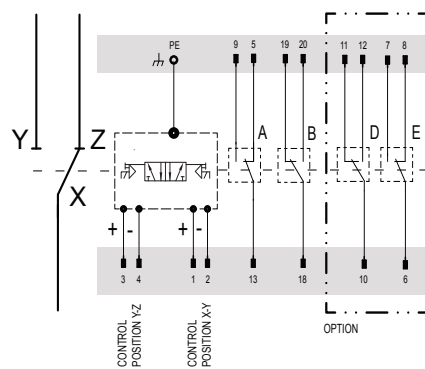 PE
9 5 19 20 11 12 7 8
Y Z
A B D E
X
+ - + -
3 4 1 2 13 18 10 6
CONTROL
POSITION Y-Z
CONTROL
POSITION X-Y
OPTION